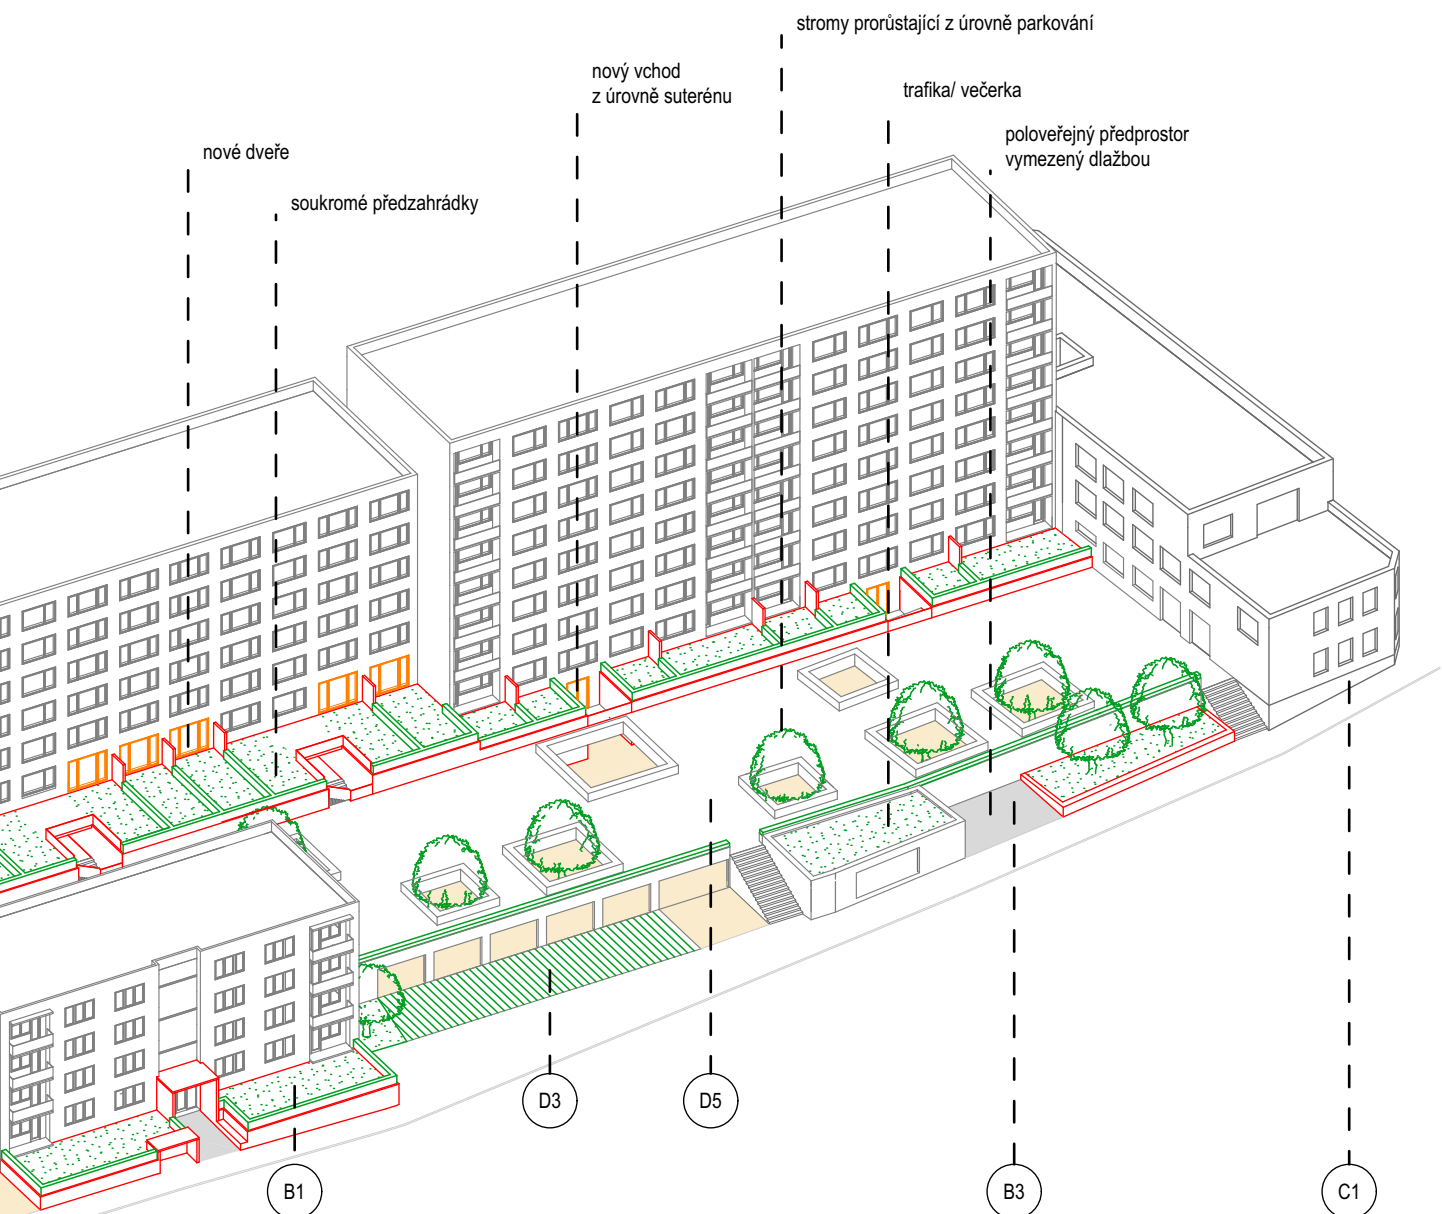 stromy prorůstající z úrovně parkování
nový vchod
z úrovně suterénu
trafika/ večerka
poloveřejný předprostor
vymezený dlažbou
nové dveře
soukromé předzahrádky
D3
D5
B1
B3
C1